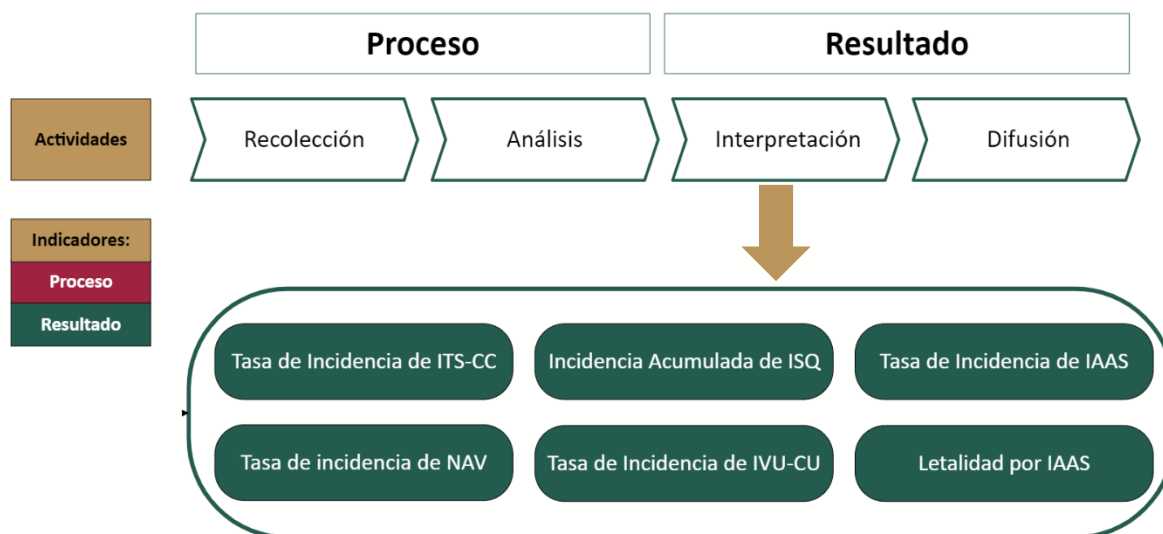 Proceso
Resultado
Actividades
Recolección
Análisis
Interpretación
Difusión
Indicadores:
Proceso
Resultado
Tasa de Incidencia de ITS-CC
Incidencia Acumulada de ISQ
Tasa de Incidencia de IAAS
Tasa de incidencia de NAV
Tasa de Incidencia de IVU-CU
Letalidad por IAAS